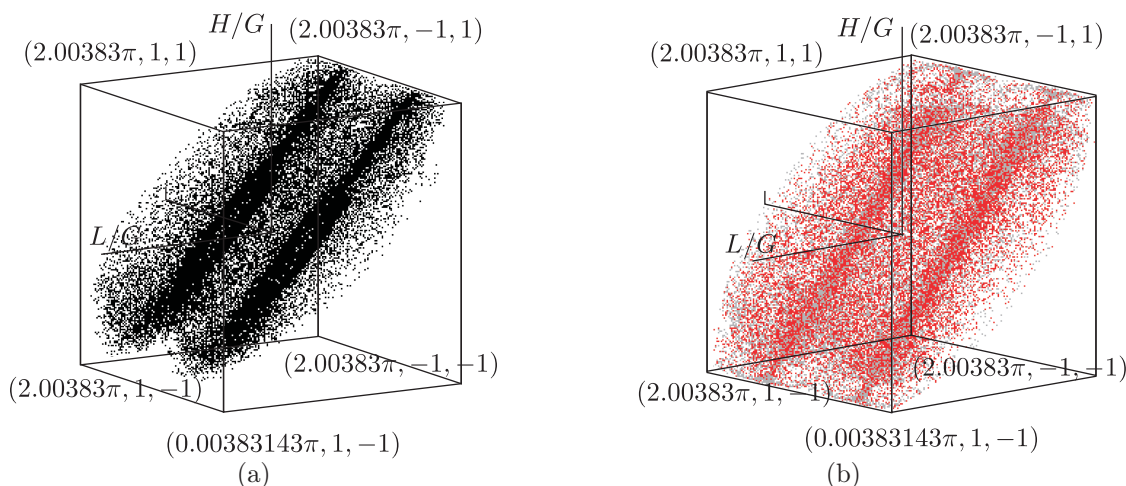 H/G
(2.00383π, −1, 1)
(2.00383π, 1, 1)
L/G
(2.00383π, −1, −1)
(2.00383π, 1, −1)
(0.00383143π, 1, −1)
(a)
H/G
(2.00383π, −1, 1)
(2.00383π, 1, 1)
L/G
(2.00383π, −1, −1)
(2.00383π, 1, −1)
(0.00383143π, 1, −1)
(b)